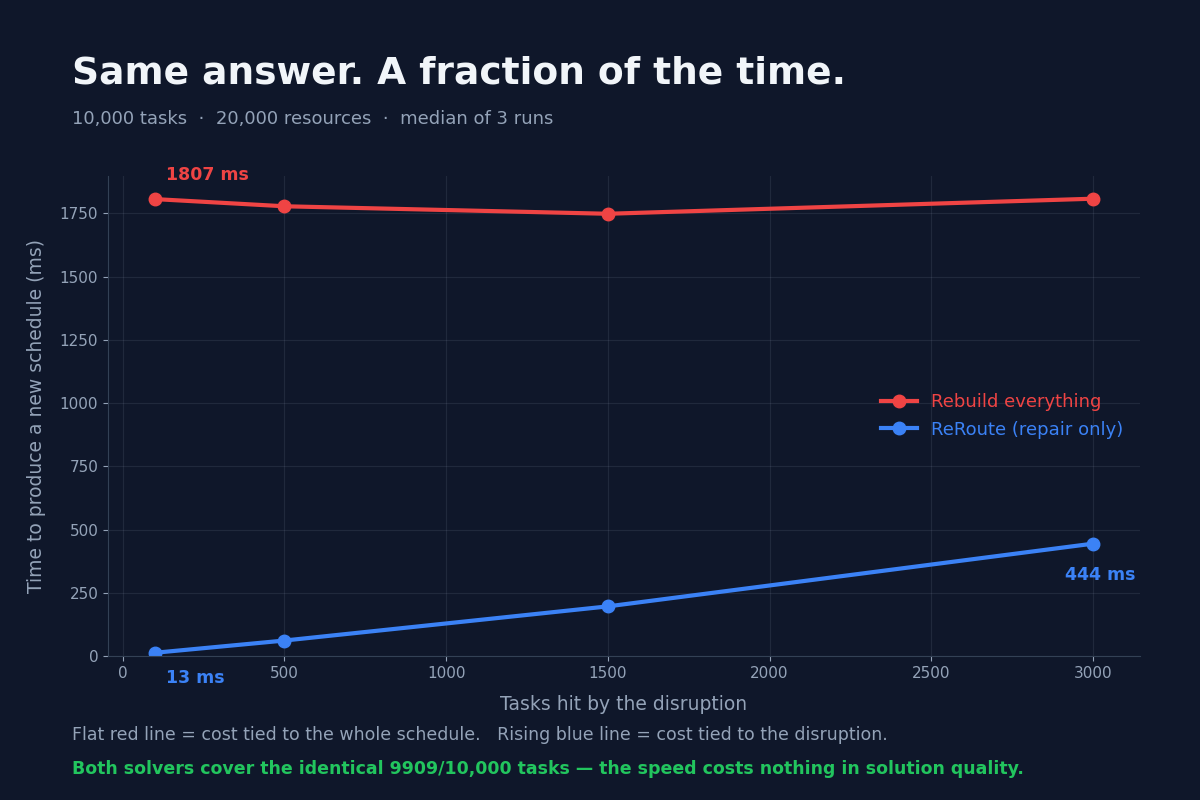 Same answer. A fraction of the time.
10,000 tasks · 20,000 resources · median of 3 runs
1807 ms
Time to produce a new schedule (ms)
1750
1500
1250
1000
750
500
250
0
Rebuild everything
ReRoute (repair only)
444 ms
13 ms
0 500 1000 1500 2000 2500 3000
Tasks hit by the disruption
Flat red line = cost tied to the whole schedule. Rising blue line = cost tied to the disruption.
Both solvers cover the identical 9909/10,000 tasks — the speed costs nothing in solution quality.